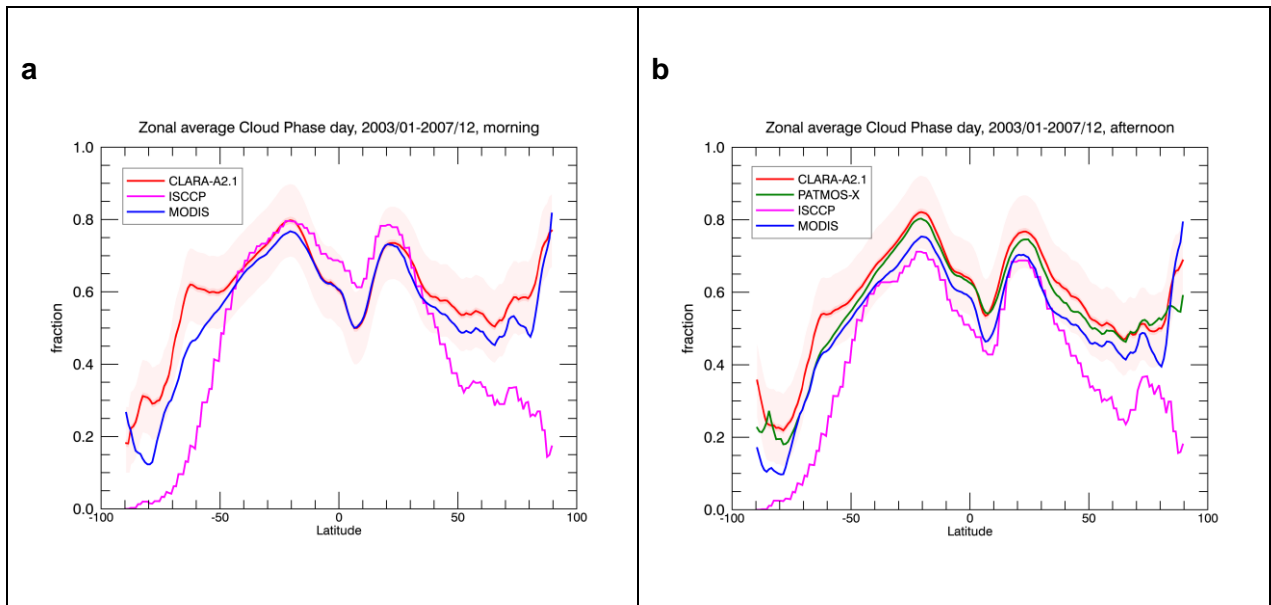 a
Zonal average Cloud Phase day, 2003/01-2007/12, morning
1.0
CLARA-A2.1
ISCCP
MODIS
0.8
0.6
fraction
0.4
0.2
0.0
-100
-50
0
50
100
Latitude
b
Zonal average Cloud Phase day, 2003/01-2007/12, afternoon
1.0
CLARA-A2.1
PATMOS-X
ISCCP
MODIS
0.8
0.6
fraction
0.4
0.2
0.0
-100
-50
0
50
100
Latitude